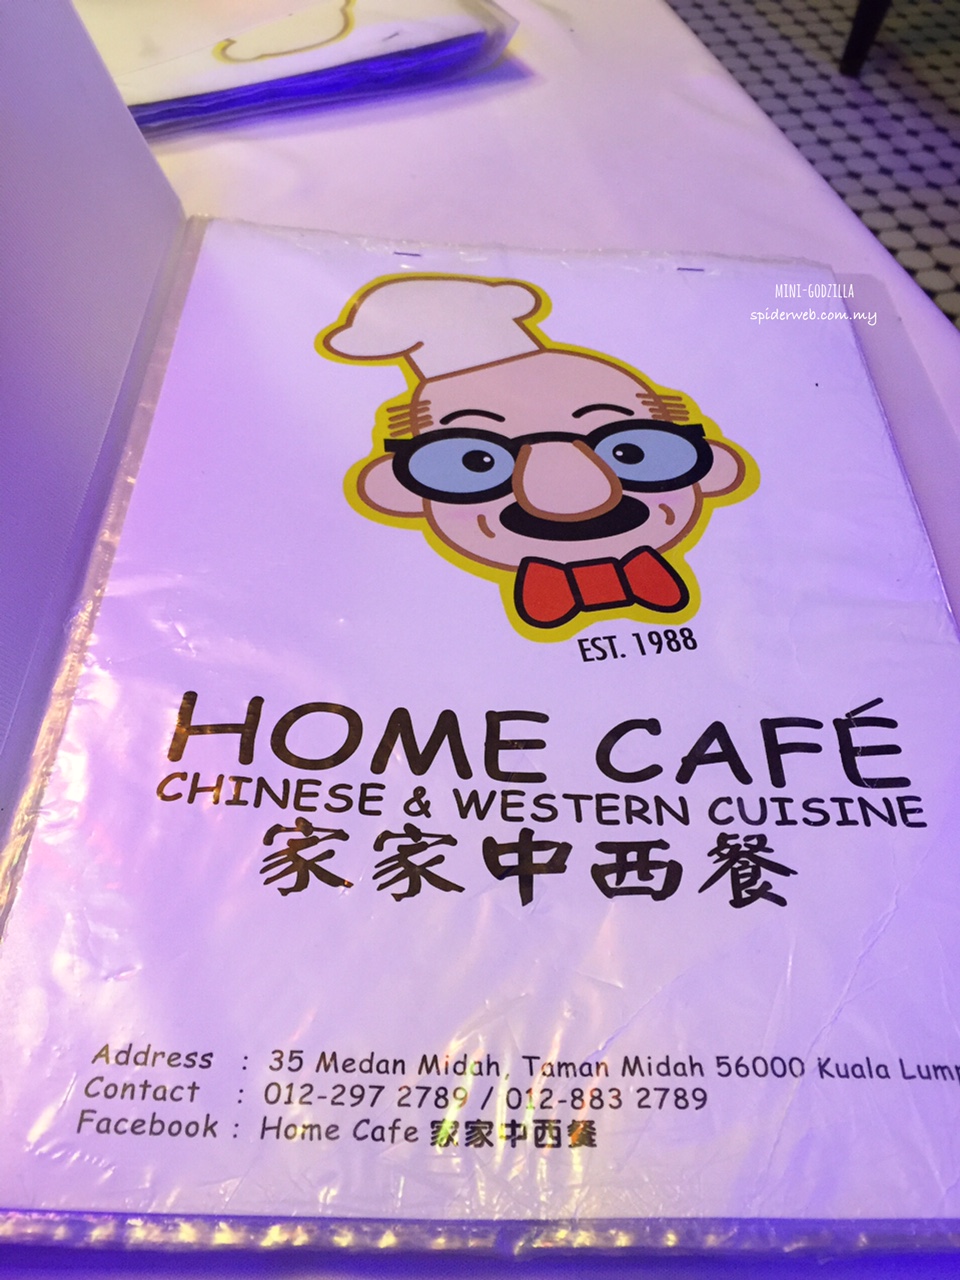 MINI-GODZILLA
spiderweb.com.my
EST. 1988
HOME CAFÉ
CHINESE & WESTERN CUISINE
家家中西餐
Address : 35 Medan Midah, Taman Midah 56000 Kuala Lump
Contact : 012-297 2789 / 012-883 2789
Facebook : Home Cafe 家家中西餐